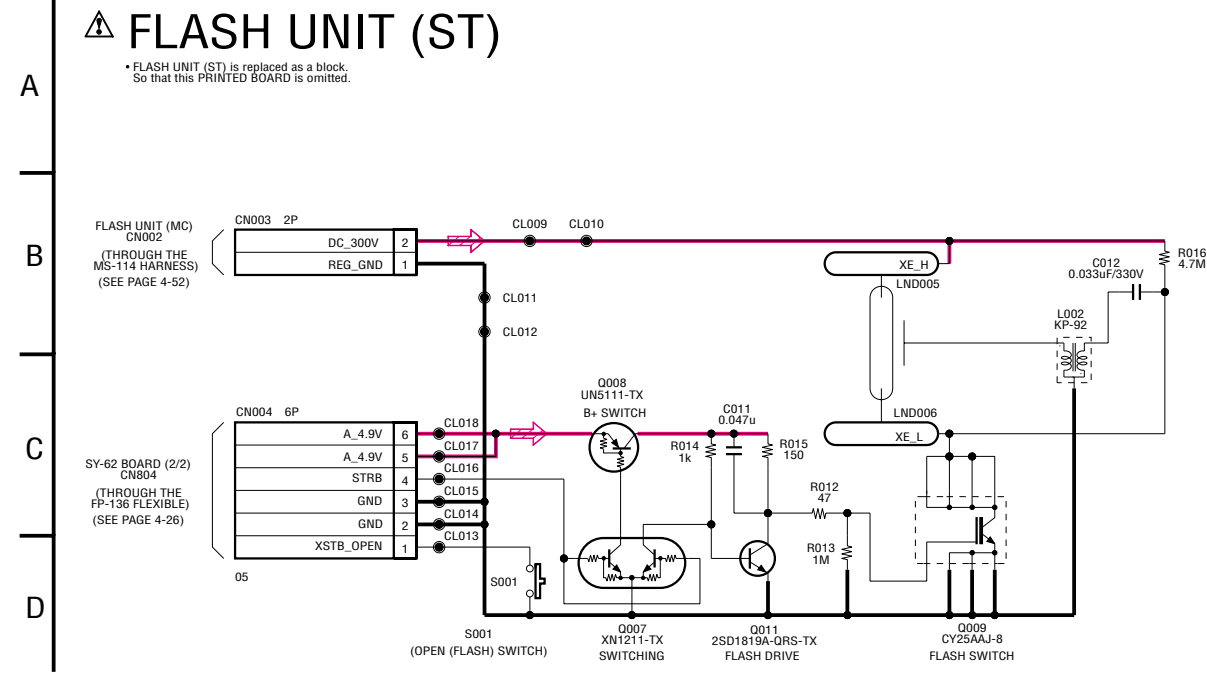 ⚠ FLASH UNIT (ST)
• FLASH UNIT (ST) is replaced as a block.
So that this PRINTED BOARD is omitted.
A
B
C
D
FLASH UNIT (MC)
CN002
(THROUGH THE
MS-114 HARNESS)
(SEE PAGE 4-52)
CN003 2P
DC_300V 2
REG_GND 1
CL009
CL010
CL011
CL012
XE_H
LND005
C012
0.033uF/330V
R016
4.7M
L002
KP-92
SY-62 BOARD (2/2)
CN804
(THROUGH THE
FP-136 FLEXIBLE)
(SEE PAGE 4-26)
CN004 6P
A_4.9V 6
A_4.9V 5
STRB 4
GND 3
GND 2
XSTB_OPEN 1
05
CL018
CL017
CL016
CL015
CL014
CL013
Q008
UN5111-TX
B+ SWITCH
R014
1k
C011
0.047u
R015
150
LND006
XE_L
R012
47
R013
1M
S001
S001
(OPEN (FLASH) SWITCH)
Q007
XN1211-TX
SWITCHING
Q011
2SD1819A-QRS-TX
FLASH DRIVE
Q009
CY25AAJ-8
FLASH SWITCH